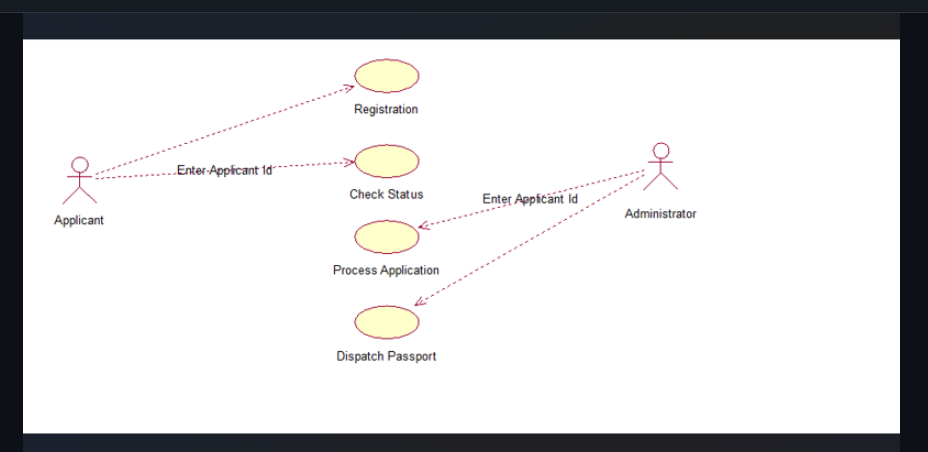 Registration
Enter Applicant Id
Check Status
Applicant
Enter Applicant Id
Administrator
Process Application
Dispatch Passport